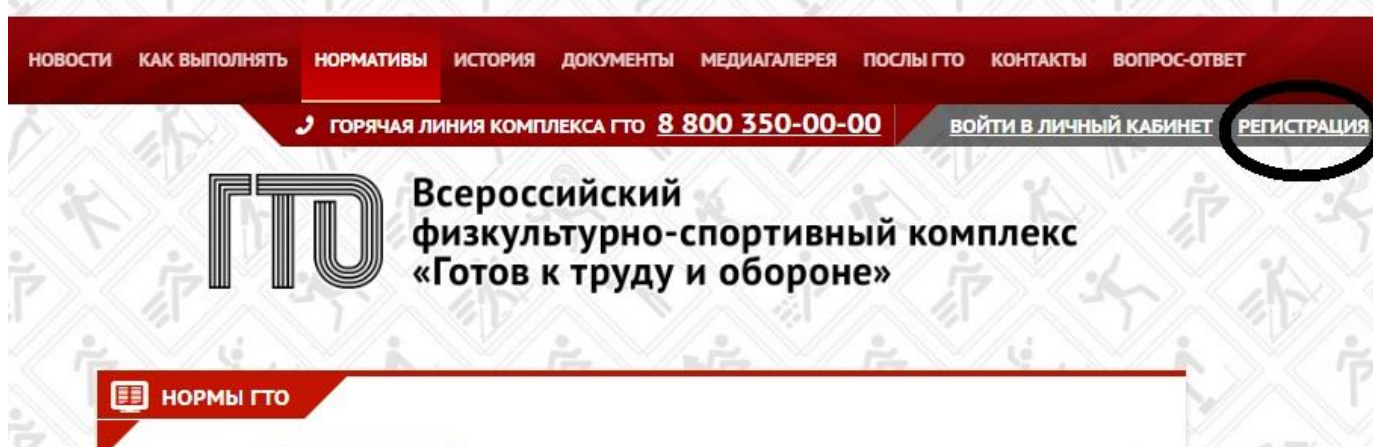 НОВОСТИ КАК ВЫПОЛНЯТЬ НОРМАТИВЫ ИСТОРИЯ ДОКУМЕНТЫ МЕДИАГАЛЕРЕЯ ПОСЛЫ ГТО КОНТАКТЫ ВОПРОС-ОТВЕТ
ГОРЯЧАЯ ЛИНИЯ КОМПЛЕКСА ГТО 8 800 350-00-00 ВОЙТИ В ЛИЧНЫЙ КАБИНЕТ РЕГИСТРАЦИЯ
ГТО
Всероссийский
физкультурно-спортивный комплекс
«Готов к труду и обороне»
НОРМЫ ГТО